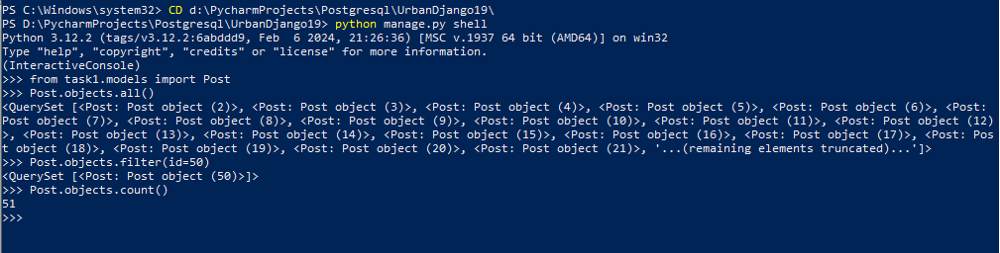 PS C:\Windows\system32> CD d:\PycharmProjects\Postgresql\UrbanDjango19\
PS D:\PycharmProjects\Postgresql\UrbanDjango19> python manage.py shell
Python 3.12.2 (tags/v3.12.2:6abddd9, Feb  6 2024, 21:26:36) [MSC v.1937 64 bit (AMD64)] on win32
Type "help", "copyright", "credits" or "license" for more information.
(InteractiveConsole)
>>> from task1.models import Post
>>> Post.objects.all()
<QuerySet [<Post: Post object (2)>, <Post: Post object (3)>, <Post: Post object (4)>, <Post: Post object (5)>, <Post: Post object (6)>, <Post:
Post object (7)>, <Post: Post object (8)>, <Post: Post object (9)>, <Post: Post object (10)>, <Post: Post object (11)>, <Post: Post object (12)
>, <Post: Post object (13)>, <Post: Post object (14)>, <Post: Post object (15)>, <Post: Post object (16)>, <Post: Post object (17)>, <Post: Pos
t object (18)>, <Post: Post object (19)>, <Post: Post object (20)>, <Post: Post object (21)>, '...(remaining elements truncated)...']>
>>> Post.objects.filter(id=50)
<QuerySet [<Post: Post object (50)>]>
>>> Post.objects.count()
51
>>>